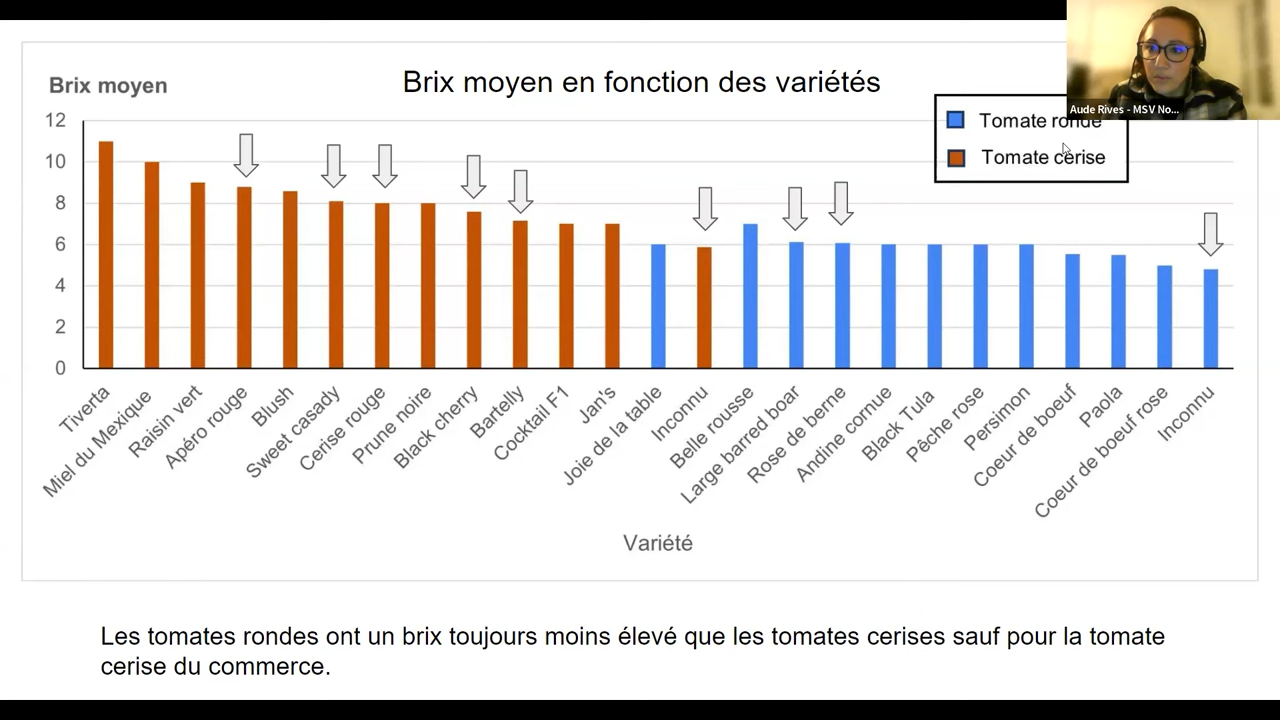 Aude Rives - MSV No...
Brix moyen en fonction des variétés
Brix moyen
Tomate ronde
Tomate cerise
12
10
8
6
4
2
0
Tiverta
Miel du Mexique
Raisin vert
Apéro rouge
Blush
Sweet casady
Cerise rouge
Prune noire
Black cherry
Bartelly
Cocktail F1
Jan's
Joie de la table
Inconnu
Belle rousse
Large barred boar
Rose de berne
Andine cornue
Black Tula
Pêche rose
Persimon
Coeur de boeuf
Paola
Coeur de boeuf rose
Inconnu
Variété
Les tomates rondes ont un brix toujours moins élevé que les tomates cerises sauf pour la tomate
cerise du commerce.